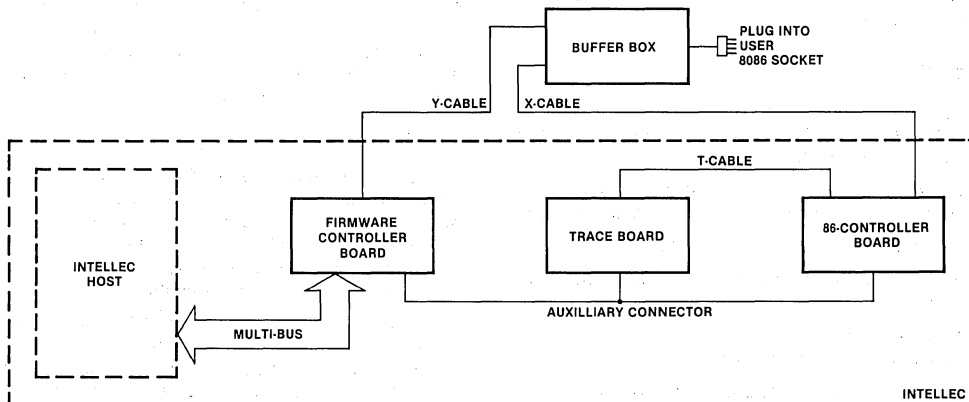 BUFFER BOX
PLUG INTO
USER
8086 SOCKET
Y-CABLE
X-CABLE
T-CABLE
INTELLEC
HOST
FIRMWARE
CONTROLLER
BOARD
TRACE BOARD
86-CONTROLLER
BOARD
MULTI-BUS
AUXILLIARY CONNECTOR
INTELLEC